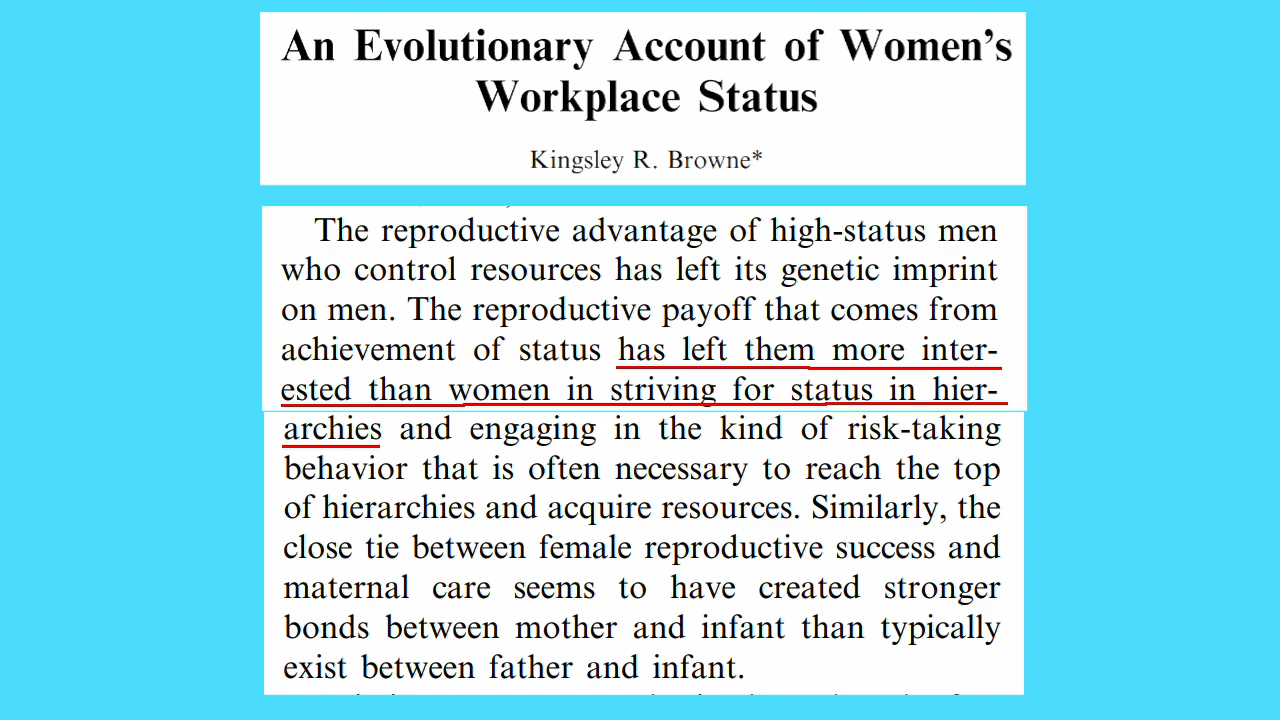 An Evolutionary Account of Women's
Workplace Status
Kingsley R. Browne*
The reproductive advantage of high-status men
who control resources has left its genetic imprint
on men. The reproductive payoff that comes from
achievement of status has left them more inter-
ested than women in striving for status in hier-
archies and engaging in the kind of risk-taking
behavior that is often necessary to reach the top
of hierarchies and acquire resources. Similarly, the
close tie between female reproductive success and
maternal care seems to have created stronger
bonds between mother and infant than typically
exist between father and infant.